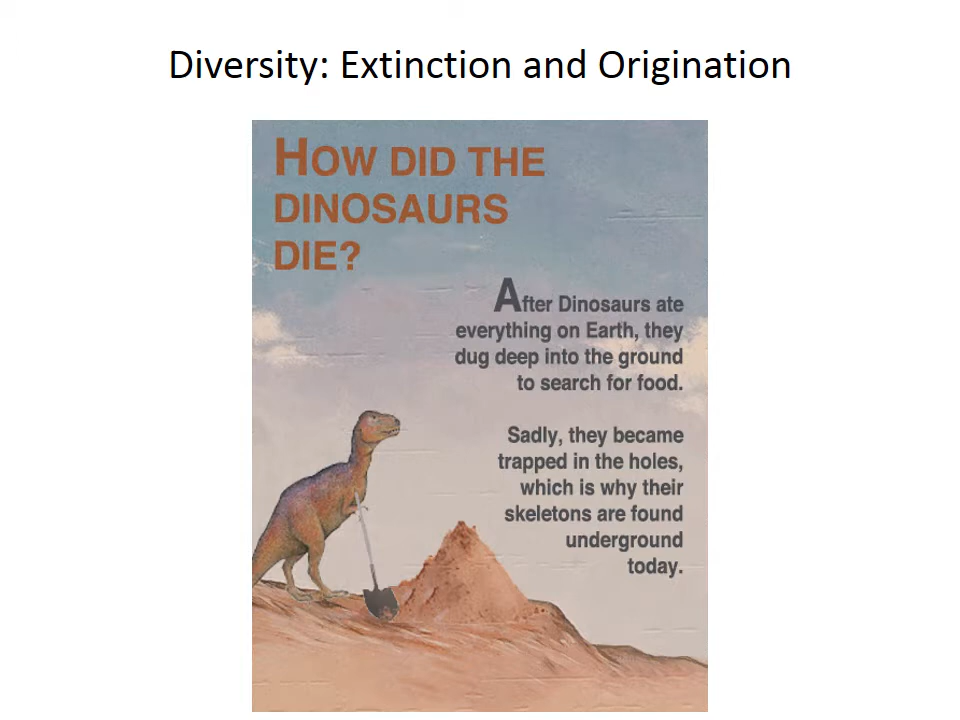 Diversity: Extinction and Origination
HOW DID THE
DINOSAURS
DIE?
After Dinosaurs ate
everything on Earth, they
dug deep into the ground
to search for food.
Sadly, they became
trapped in the holes,
which is why their
skeletons are found
underground
today.